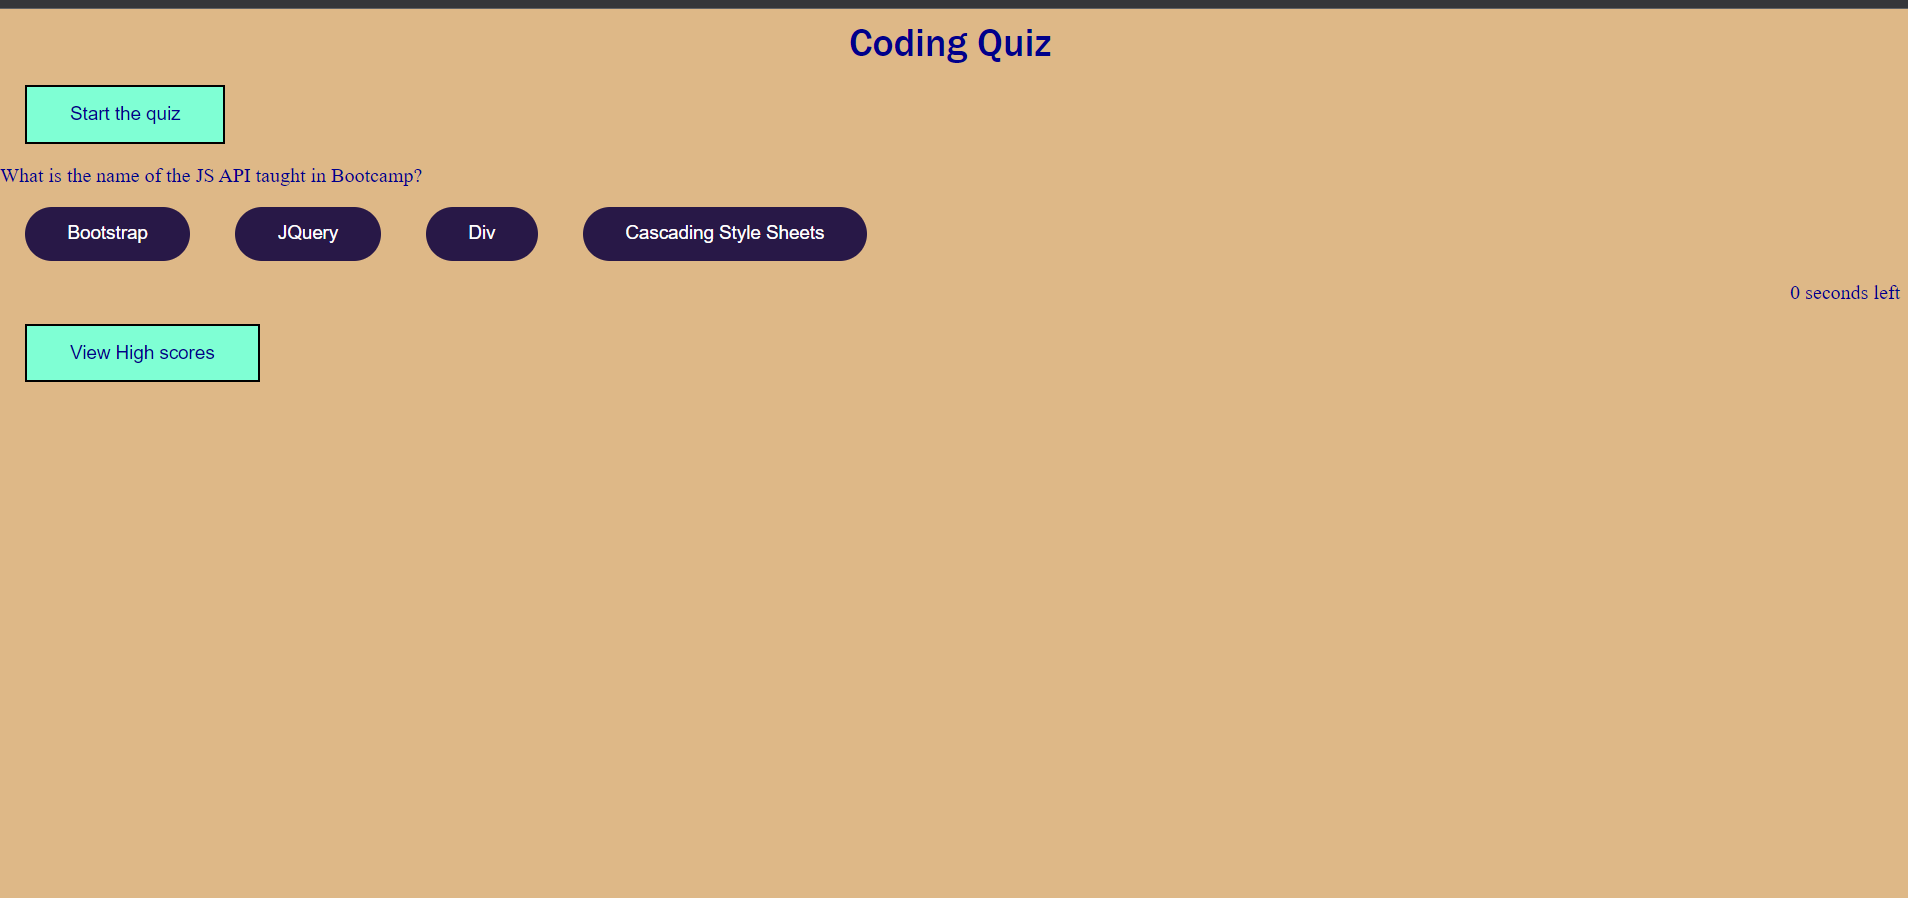 Coding Quiz
Start the quiz
What is the name of the JS API taught in Bootcamp?
Bootstrap JQuery Div Cascading Style Sheets
0 seconds left
View High scores